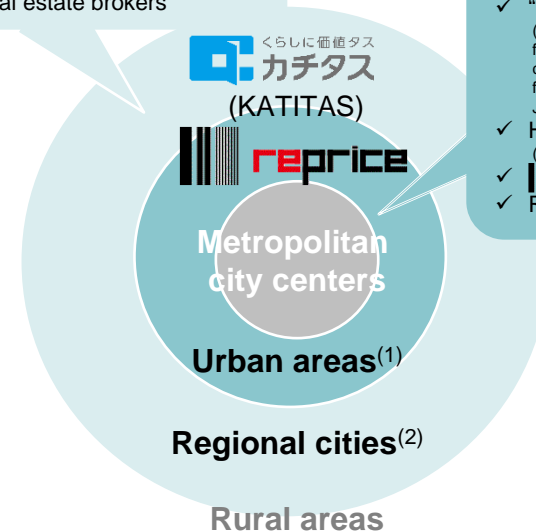 al estate brokers
くらしに価値タス
カチタス
(KATITAS)
reprice
Metropolitan
city centers
Urban areas(1)
Regional cities(2)
Rural areas